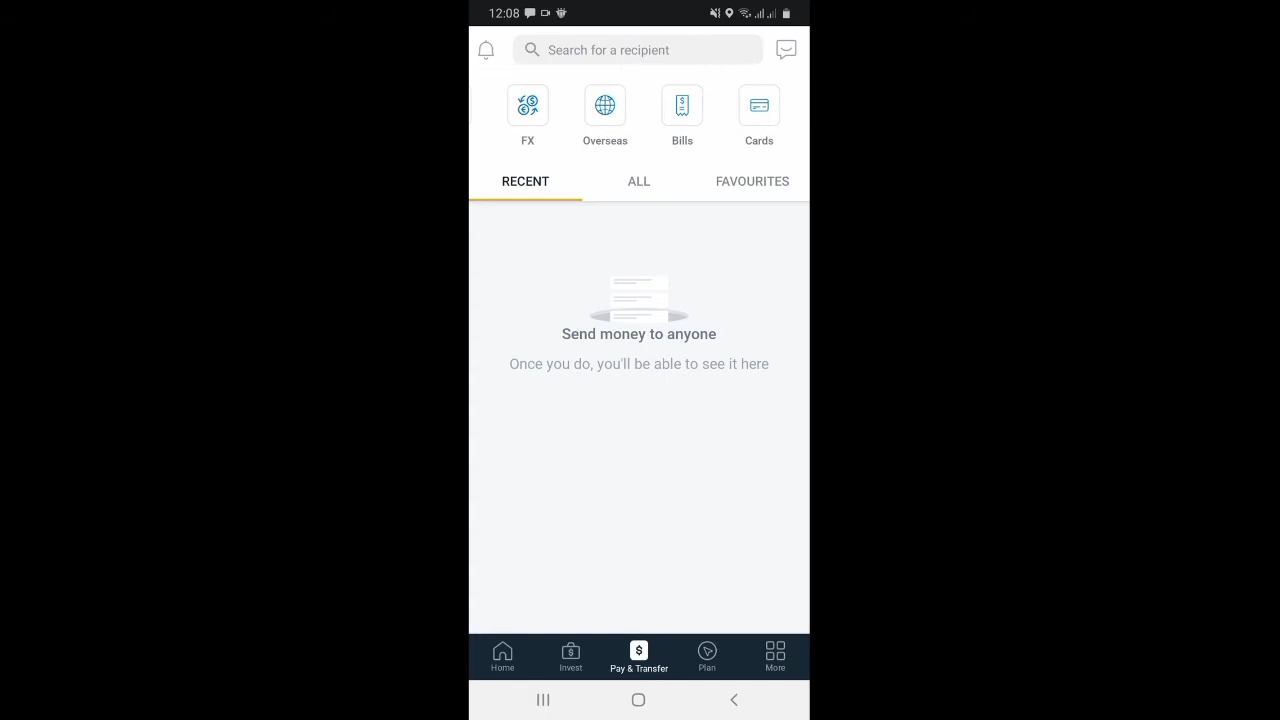 12:08
Search for a recipient
FX
Overseas
Bills
Cards
RECENT
ALL
FAVOURITES
Send money to anyone
Once you do, you'll be able to see it here
Home
Invest
Pay & Transfer
Plan
More